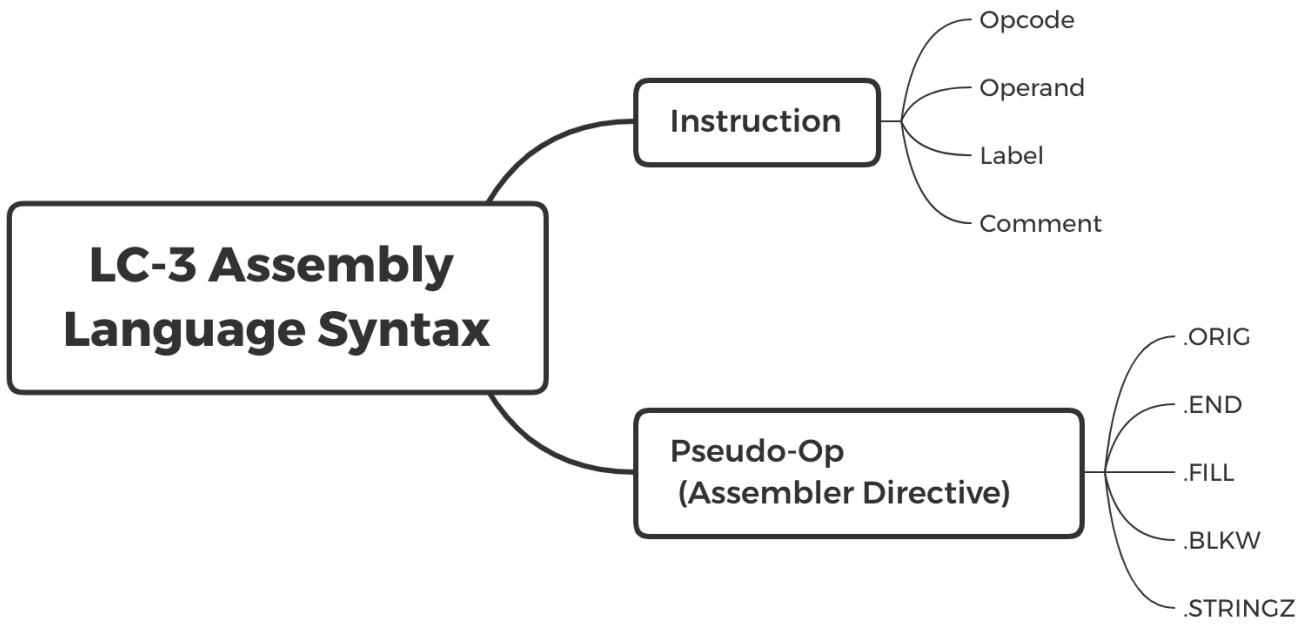 LC-3 Assembly
Language Syntax
Instruction
Opcode
Operand
Label
Comment
Pseudo-Op
(Assembler Directive)
.ORIG
.END
.FILL
.BLKW
.STRINGZ